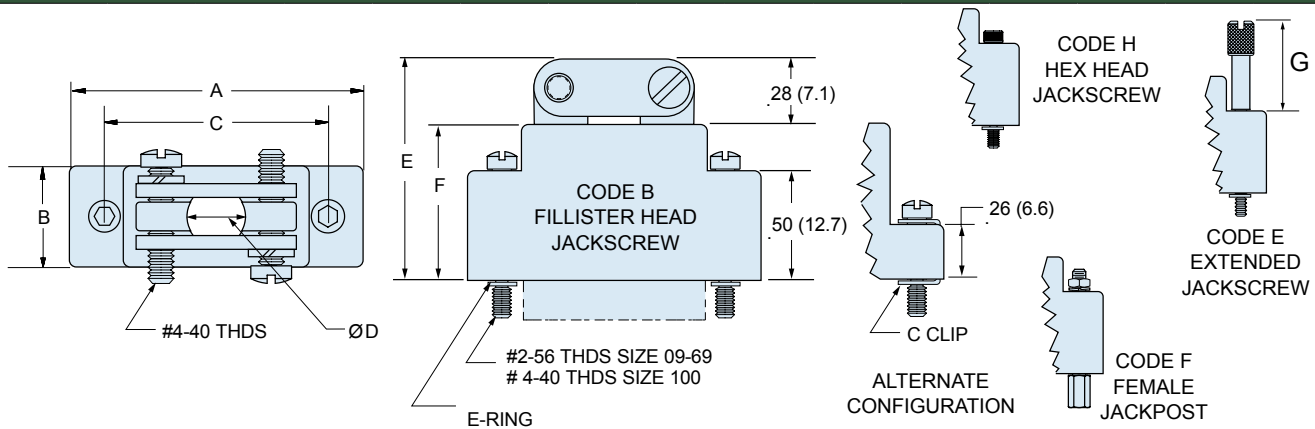 A
C
B
#4-40 THDS
ØD
E
F
.28 (7.1)
CODE B
FILLISTER HEAD
JACKSCREW
.50 (12.7)
#2-56 THDS SIZE 09-69
# 4-40 THDS SIZE 100
E-RING
CODE H
HEX HEAD
JACKSCREW
.26 (6.6)
C CLIP
ALTERNATE
CONFIGURATION
G
CODE E
EXTENDED
JACKSCREW
CODE F
FEMALE
JACKPOST